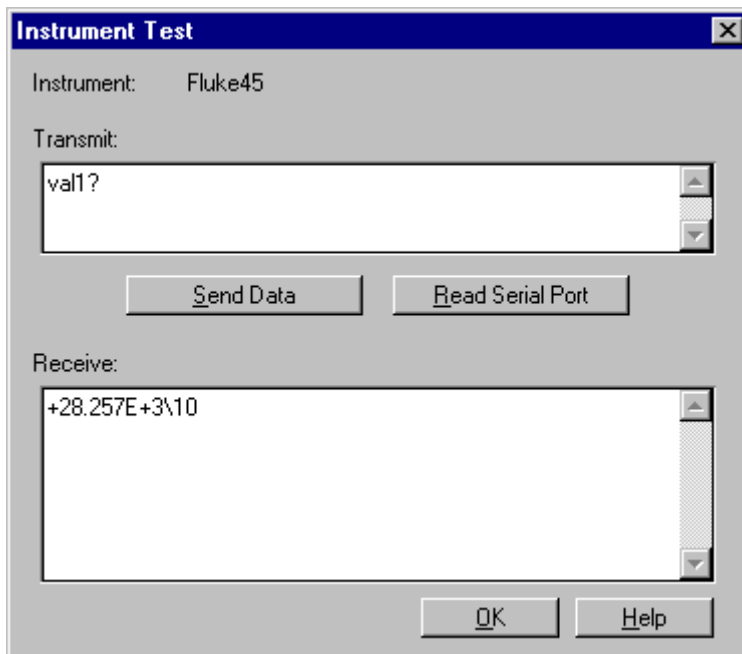 Instrument Test
Instrument: Fluke45
Transmit:
val1?
Send Data Read Serial Port
Receive:
+28.257E+3\10
OK Help